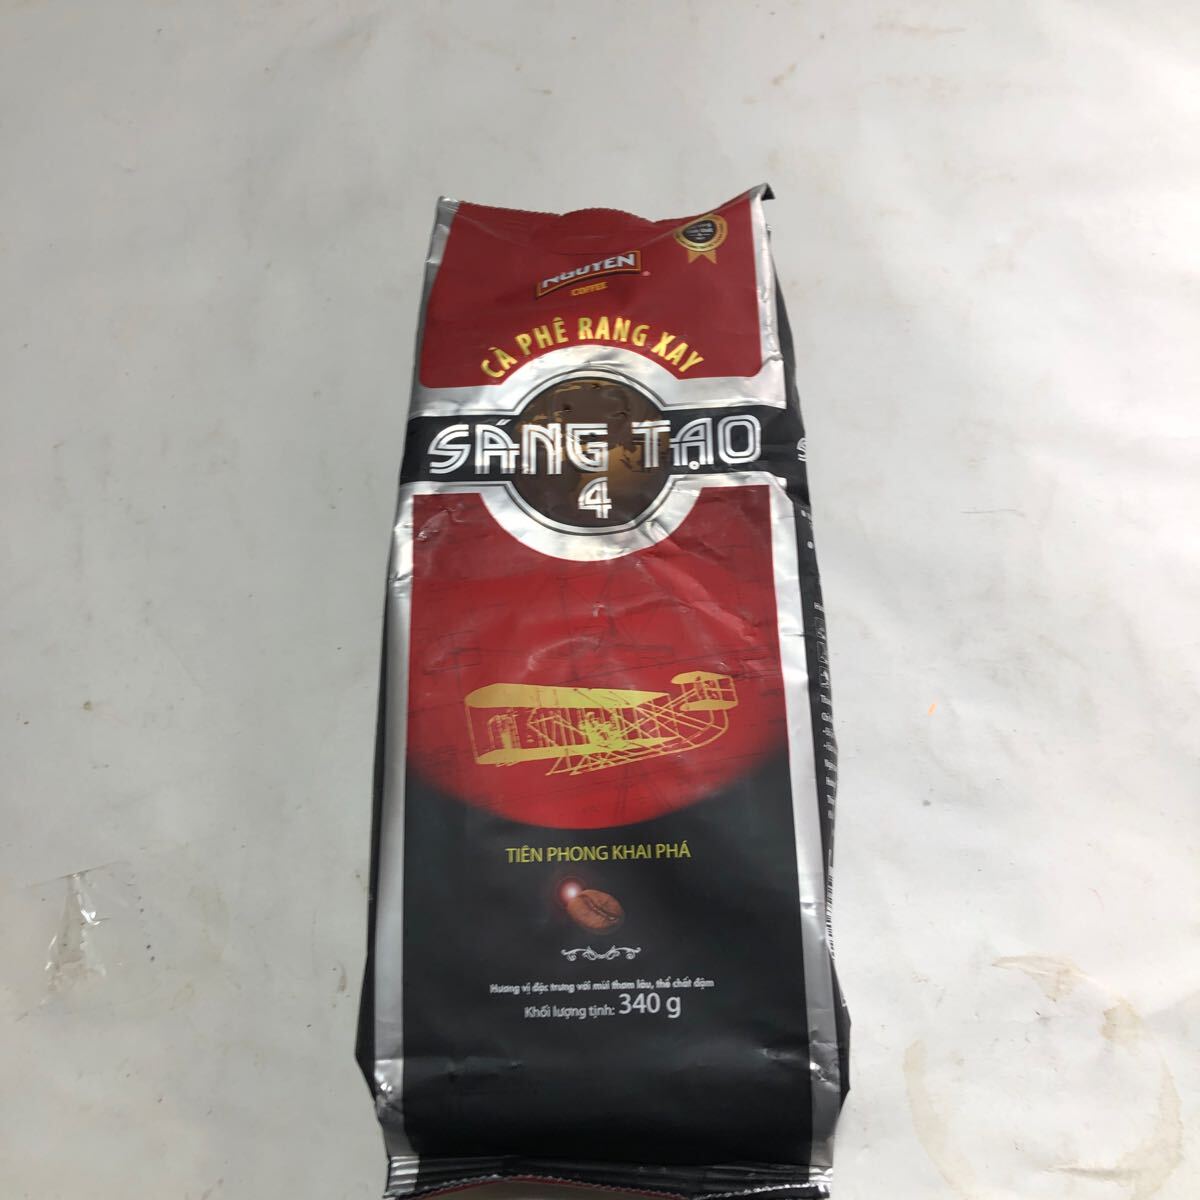 NGUYEN
COFFEE
CÀ PHÊ RANG XAY
SÁNG TẠO
4
TIÊN PHONG KHAI PHÁ
Hương vị đặc trưng với mùi thơm lâu, thể chất đậm
Khối lượng tịnh: 340 g